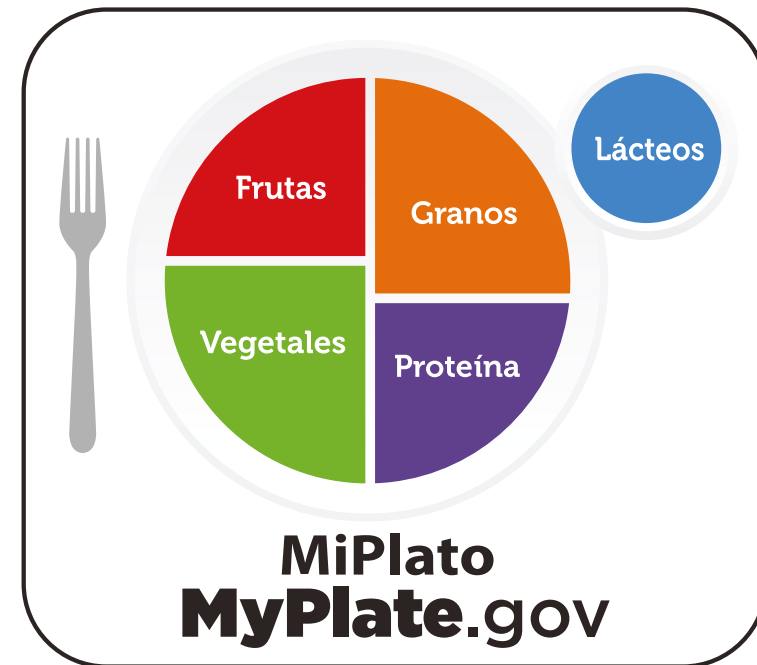 Frutas
Granos
Lácteos
Vegetales
Proteína
MiPlato
MyPlate.gov